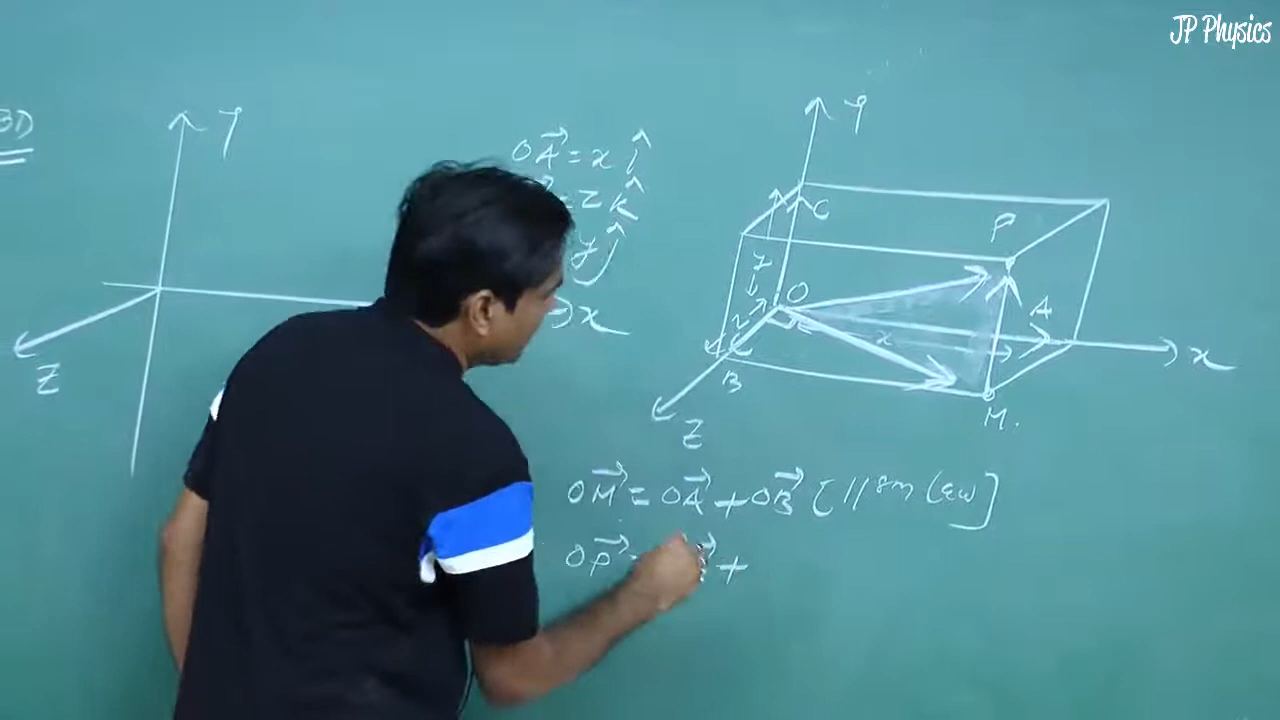 JP Physics
3D
Y
Z
OA = x î
= z k̂
y ĵ
x
Y
C
P
y
O
A
z
x
B
M.
Z
x
OM⃗ = OA⃗ + OB⃗ [ || gm law ]
OP⃗ +